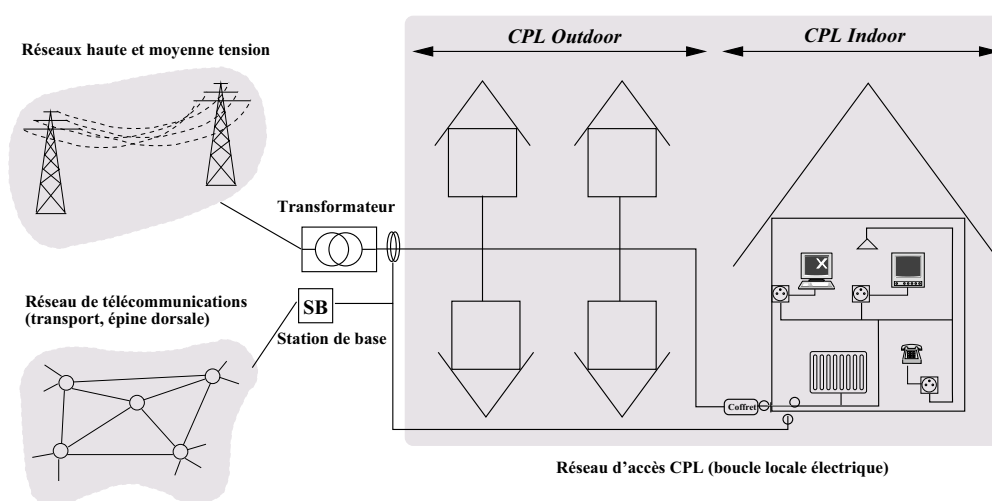 CPL Outdoor
CPL Indoor
Réseaux haute et moyenne tension
Transformateur
Réseau de télécommunications
(transport, épine dorsale)
SB
Station de base
X
Coffret
Réseau d'accès CPL (boucle locale électrique)